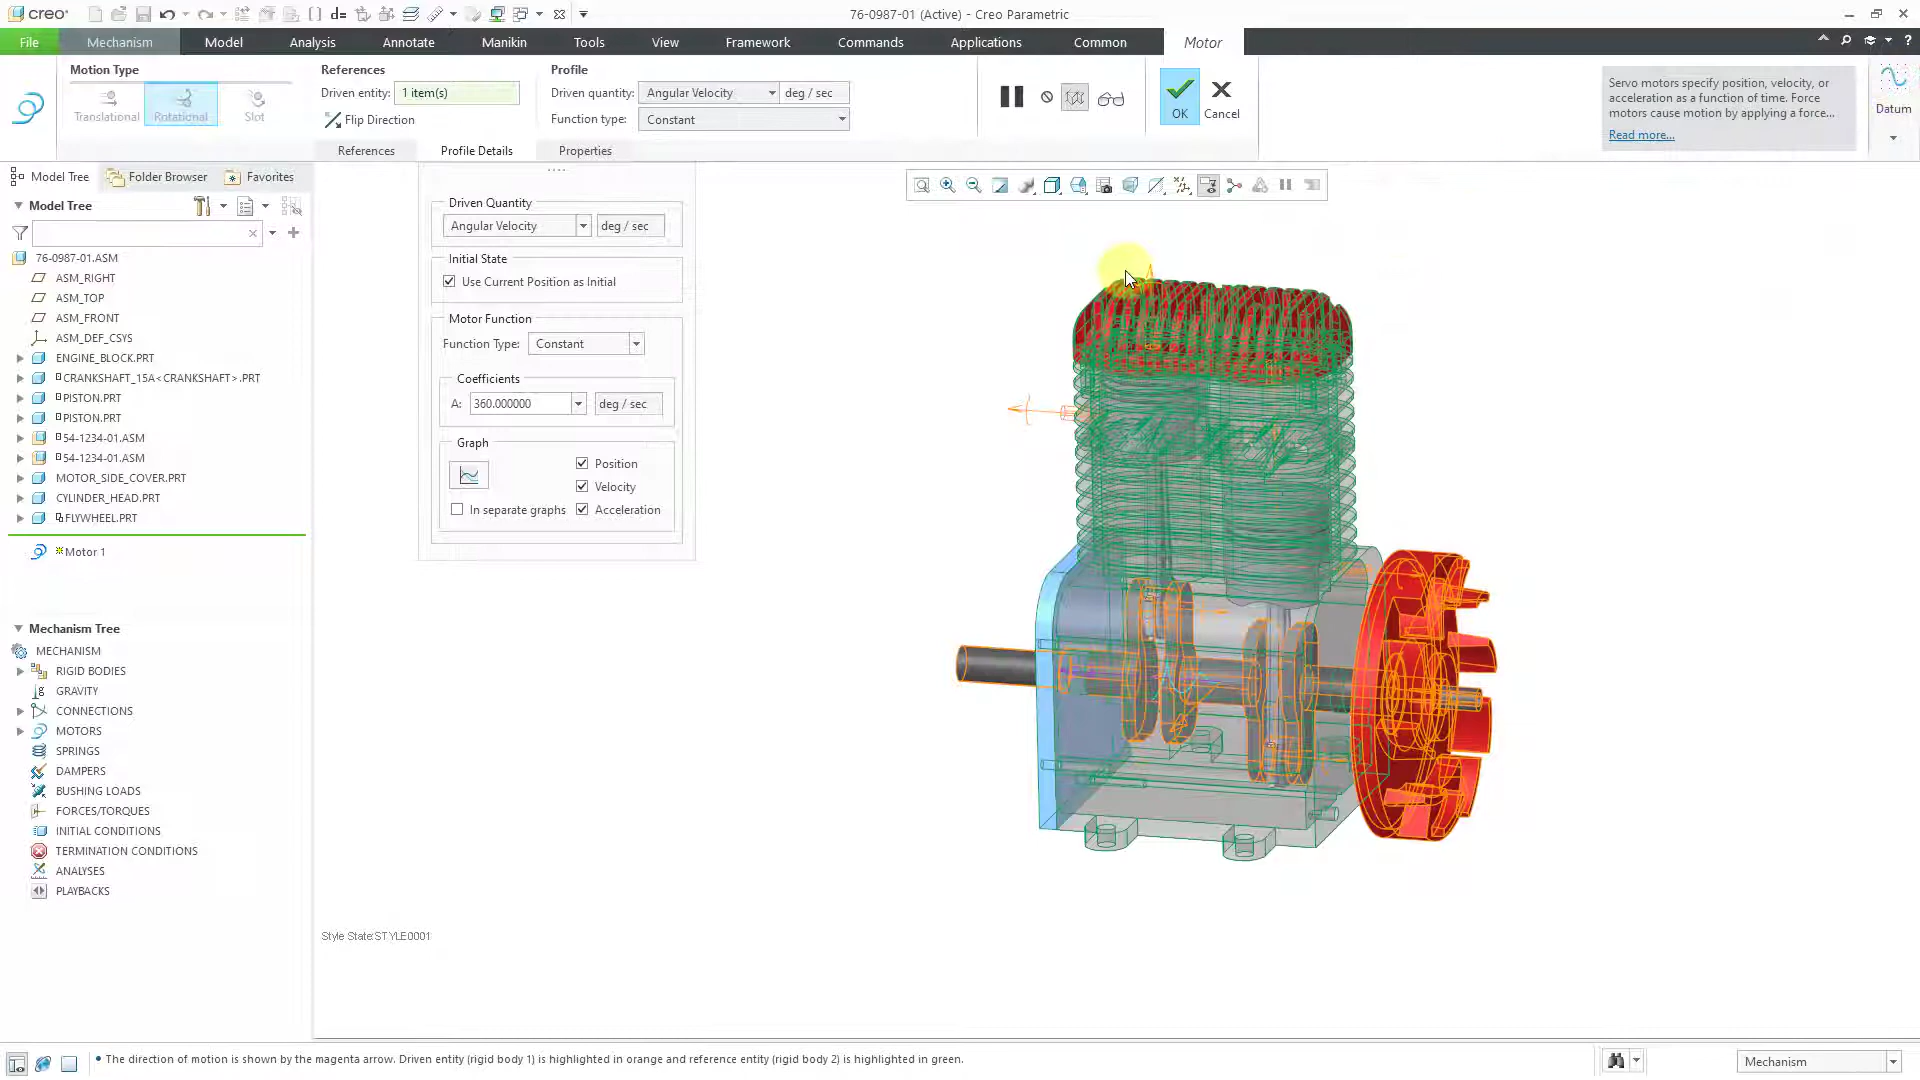 creo
d=
76-0987-01 (Active) - Creo Parametric
File
Mechanism
Model
Analysis
Annotate
Manikin
Tools
View
Framework
Commands
Applications
Common
Motor
?
Motion Type
Translational
Rotational
Slot
References
Driven entity:
1 item(s)
Flip Direction
Profile
Driven quantity:
Angular Velocity
deg / sec
Function type:
Constant
OK
Cancel
Servo motors specify position, velocity, or
acceleration as a function of time. Force
motors cause motion by applying a force...
Read more...
Datum
References
Profile Details
Properties
Model Tree
Folder Browser
Favorites
Model Tree
76-0987-01.ASM
ASM_RIGHT
ASM_TOP
ASM_FRONT
ASM_DEF_CSYS
ENGINE_BLOCK.PRT
CRANKSHAFT_15A<CRANKSHAFT>.PRT
PISTON.PRT
PISTON.PRT
54-1234-01.ASM
54-1234-01.ASM
MOTOR_SIDE_COVER.PRT
CYLINDER_HEAD.PRT
FLYWHEEL.PRT
Motor 1
Mechanism Tree
MECHANISM
RIGID BODIES
GRAVITY
CONNECTIONS
MOTORS
SPRINGS
DAMPERS
BUSHING LOADS
FORCES/TORQUES
INITIAL CONDITIONS
TERMINATION CONDITIONS
ANALYSES
PLAYBACKS
Driven Quantity
Angular Velocity
deg / sec
Initial State
Use Current Position as Initial
Motor Function
Function Type:
Constant
Coefficients
A:
360.000000
deg / sec
Graph
Position
Velocity
In separate graphs
Acceleration
Style State:STYLE0001
• The direction of motion is shown by the magenta arrow. Driven entity (rigid body 1) is highlighted in orange and reference entity (rigid body 2) is highlighted in green.
Mechanism